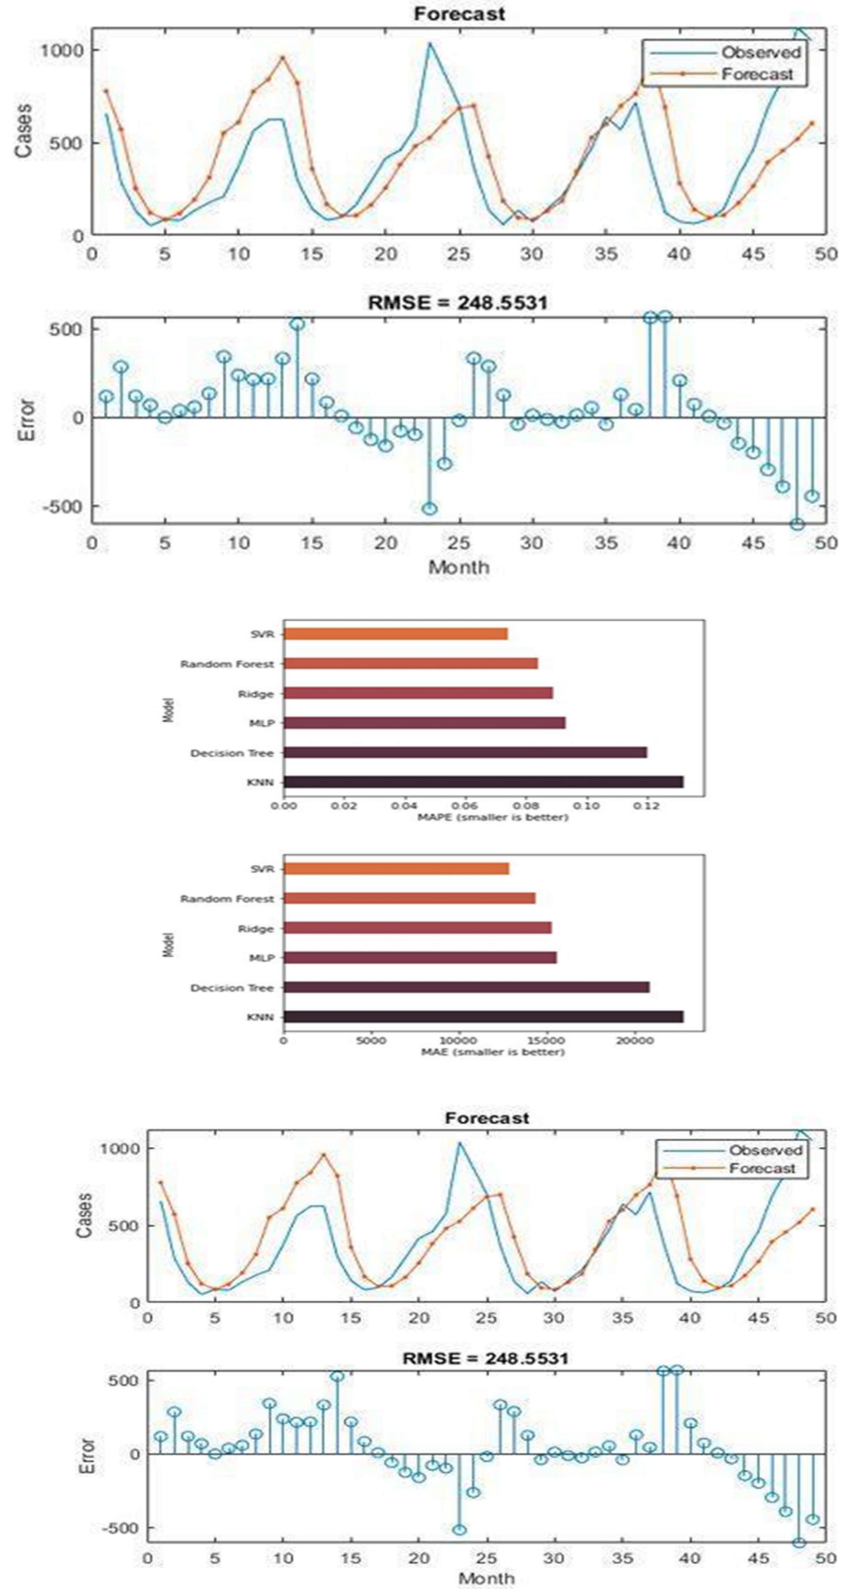 Forecast
Cases
1000
500
0
Observed
Forecast
0 5 10 15 20 25 30 35 40 45 50
RMSE = 248.5531
Error
500
0
-500
0 5 10 15 20 25 30 35 40 45 50
Month
Model
SVR
Random Forest
Ridge
MLP
Decision Tree
KNN
0.00 0.02 0.04 0.06 0.08 0.10 0.12
MAPE (smaller is better)
Model
SVR
Random Forest
Ridge
MLP
Decision Tree
KNN
0 5000 10000 15000 20000
MAE (smaller is better)
Forecast
Cases
1000
500
0
Observed
Forecast
0 5 10 15 20 25 30 35 40 45 50
RMSE = 248.5531
Error
500
0
-500
0 5 10 15 20 25 30 35 40 45 50
Month